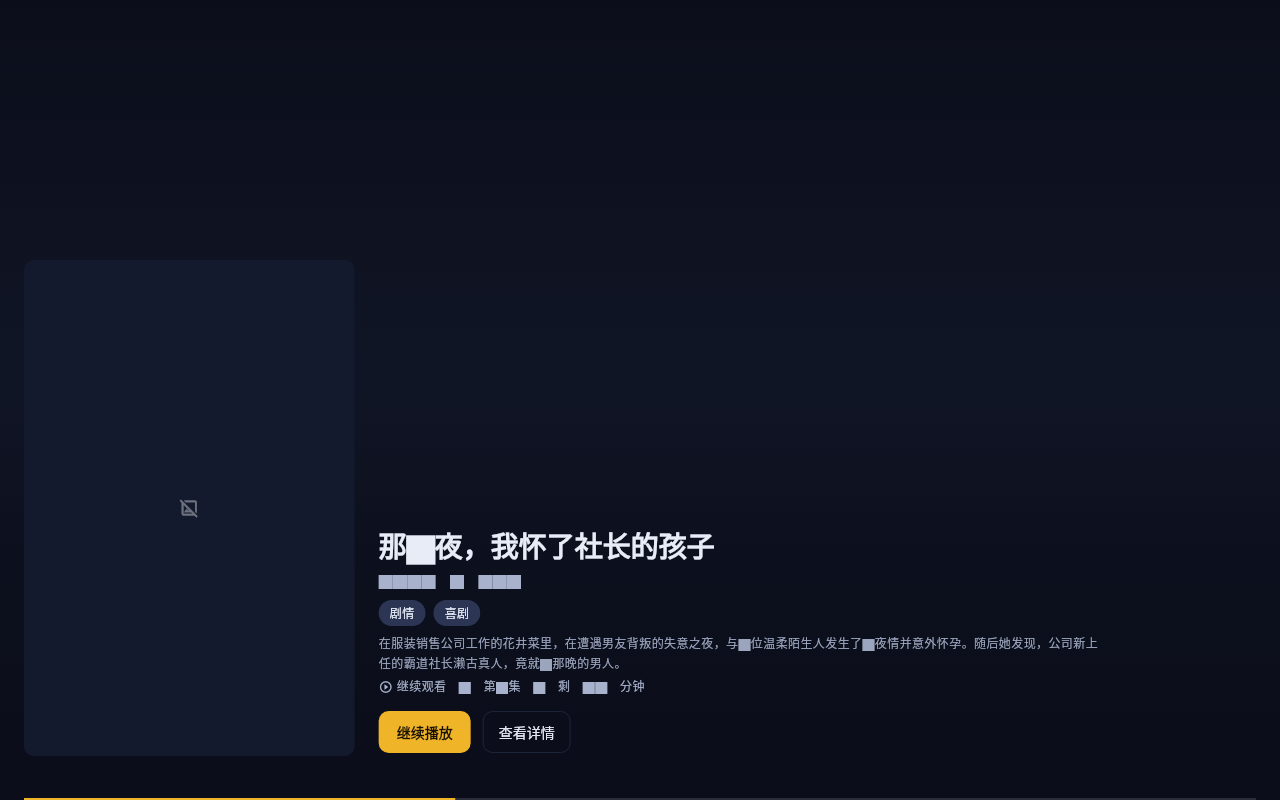 那 夜，我怀了社长的孩子
剧情 喜剧
在服装销售公司工作的花井菜里，在遭遇男友背叛的失意之夜，与 位温柔陌生人发生了 夜情并意外怀孕。随后她发现，公司新上
任的霸道社长濑古真人，竟就 那晚的男人。
继续观看 第 集 剩 分钟
继续播放 查看详情